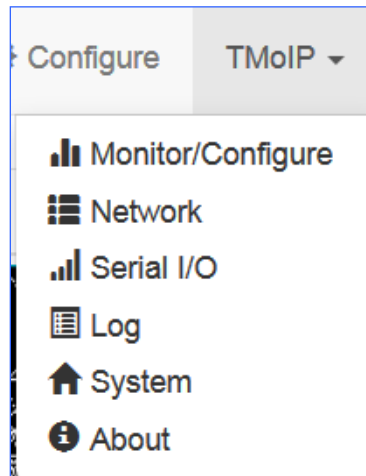 Configure TMoIP
Monitor/Configure
Network
Serial I/O
Log
System
About